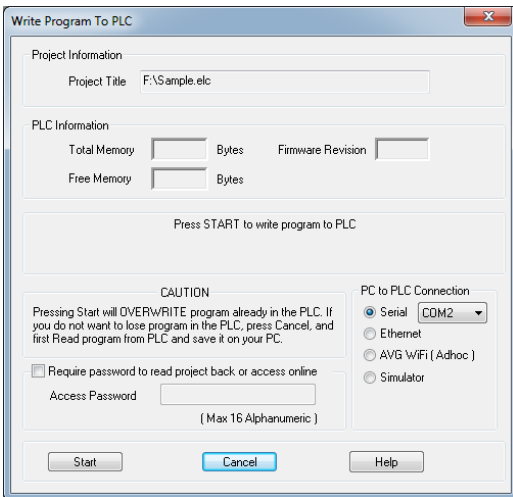 Write Program To PLC
Project Information
Project Title F:\Sample.elc
PLC Information
Total Memory Bytes Firmware Revision
Free Memory Bytes
Press START to write program to PLC
CAUTION
Pressing Start will OVERWRITE program already in the PLC. If
you do not want to lose program in the PLC, press Cancel, and
first Read program from PLC and save it on your PC.
PC to PLC Connection
Serial COM2
Ethernet
AVG WiFi ( Adhoc )
Simulator
Require password to read project back or access online
Access Password
( Max 16 Alphanumeric )
Start Cancel Help